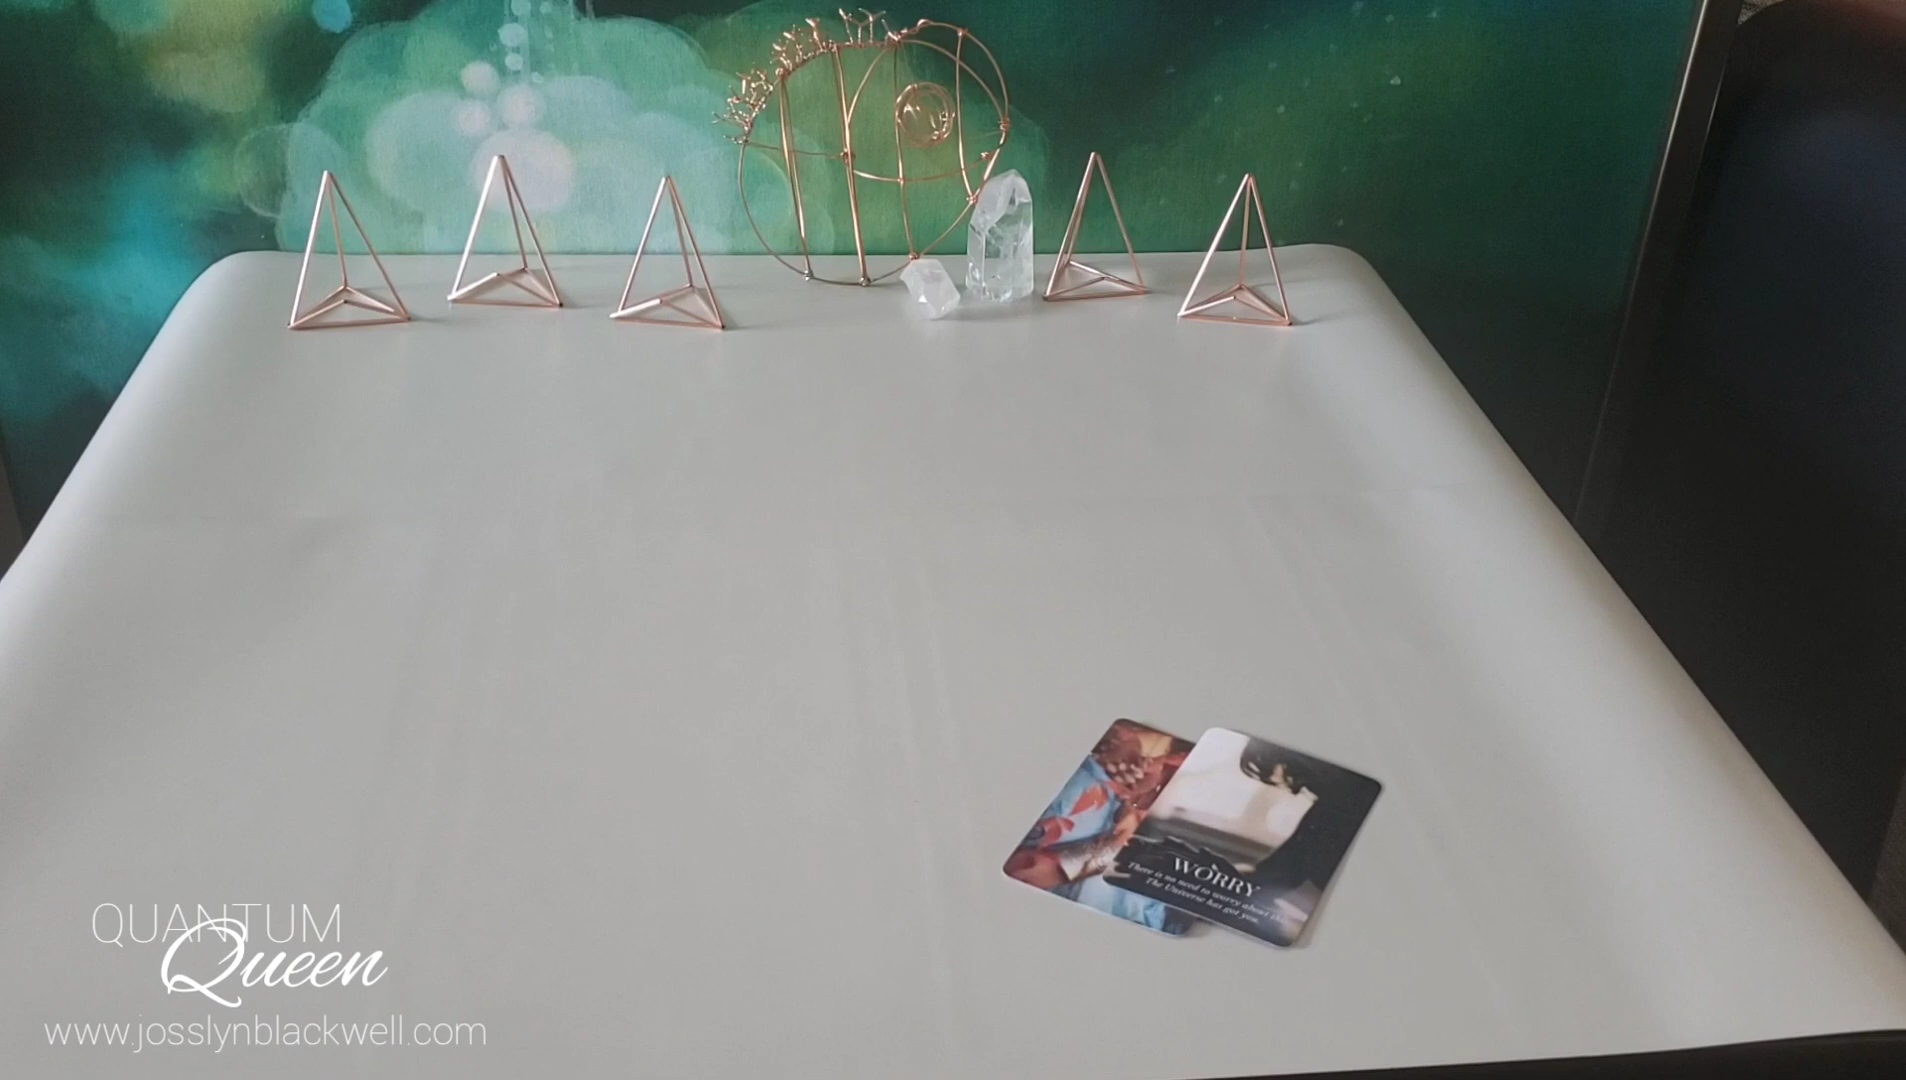 WORRY
There is no need to worry about this.
The Universe has got you.
QUANTUM
Queen
www.josslynblackwell.com